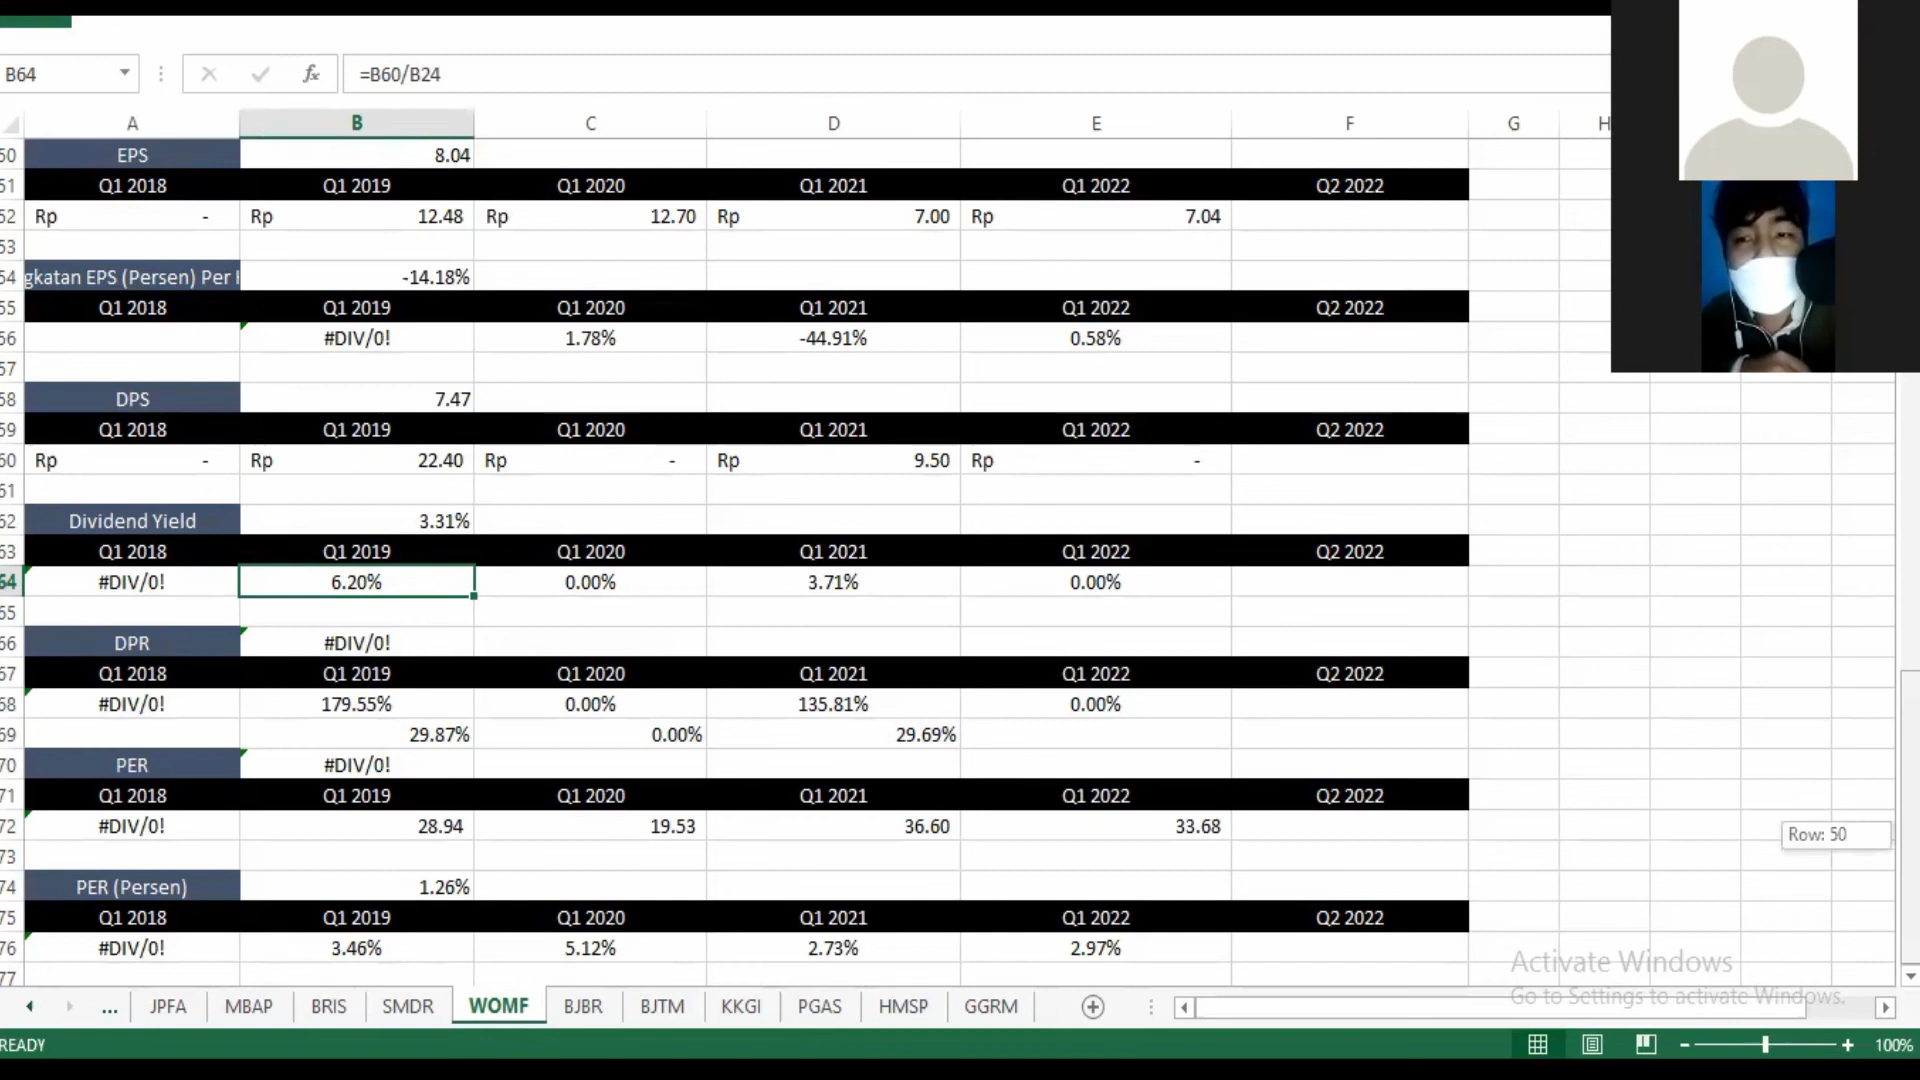 B64 fx =B60/B24
A B C D E F G H
50 EPS 8.04
51 Q1 2018 Q1 2019 Q1 2020 Q1 2021 Q1 2022 Q2 2022
52 Rp - Rp 12.48 Rp 12.70 Rp 7.00 Rp 7.04
53
54 gkatan EPS (Persen) Per -14.18%
55 Q1 2018 Q1 2019 Q1 2020 Q1 2021 Q1 2022 Q2 2022
56 #DIV/0! 1.78% -44.91% 0.58%
57
58 DPS 7.47
59 Q1 2018 Q1 2019 Q1 2020 Q1 2021 Q1 2022 Q2 2022
60 Rp - Rp 22.40 Rp - Rp 9.50 Rp -
61
62 Dividend Yield 3.31%
63 Q1 2018 Q1 2019 Q1 2020 Q1 2021 Q1 2022 Q2 2022
64 #DIV/0! 6.20% 0.00% 3.71% 0.00%
65
66 DPR #DIV/0!
67 Q1 2018 Q1 2019 Q1 2020 Q1 2021 Q1 2022 Q2 2022
68 #DIV/0! 179.55% 0.00% 135.81% 0.00%
69 29.87% 0.00% 29.69%
70 PER #DIV/0!
71 Q1 2018 Q1 2019 Q1 2020 Q1 2021 Q1 2022 Q2 2022
72 #DIV/0! 28.94 19.53 36.60 33.68
Row: 50
73
74 PER (Persen) 1.26%
75 Q1 2018 Q1 2019 Q1 2020 Q1 2021 Q1 2022 Q2 2022
76 #DIV/0! 3.46% 5.12% 2.73% 2.97%
77
Activate Windows
Go to Settings to activate Windows.
... JPFA MBAP BRIS SMDR WOMF BJBR BJTM KKGI PGAS HMSP GGRM
READY 100%